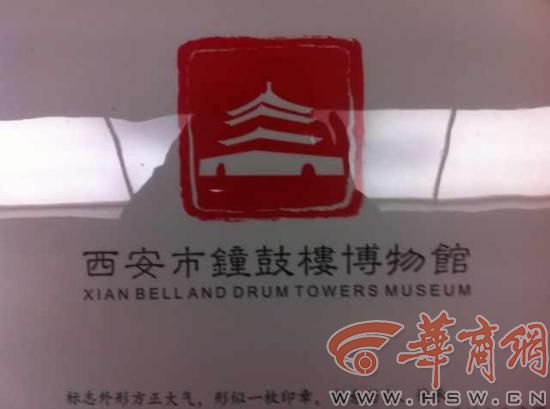 西安市鐘鼓樓博物館
XIAN BELL AND DRUM TOWERS MUSEUM
标志外形方正大气，形似一枚印章，
華商網
WWW.HSW.CN